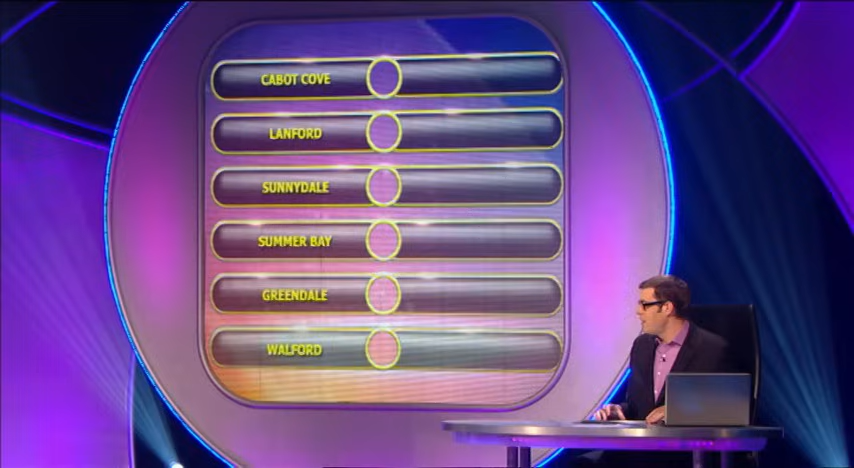 CABOT COVE
LANFORD
SUNNYDALE
SUMMER BAY
GREENDALE
WALFORD